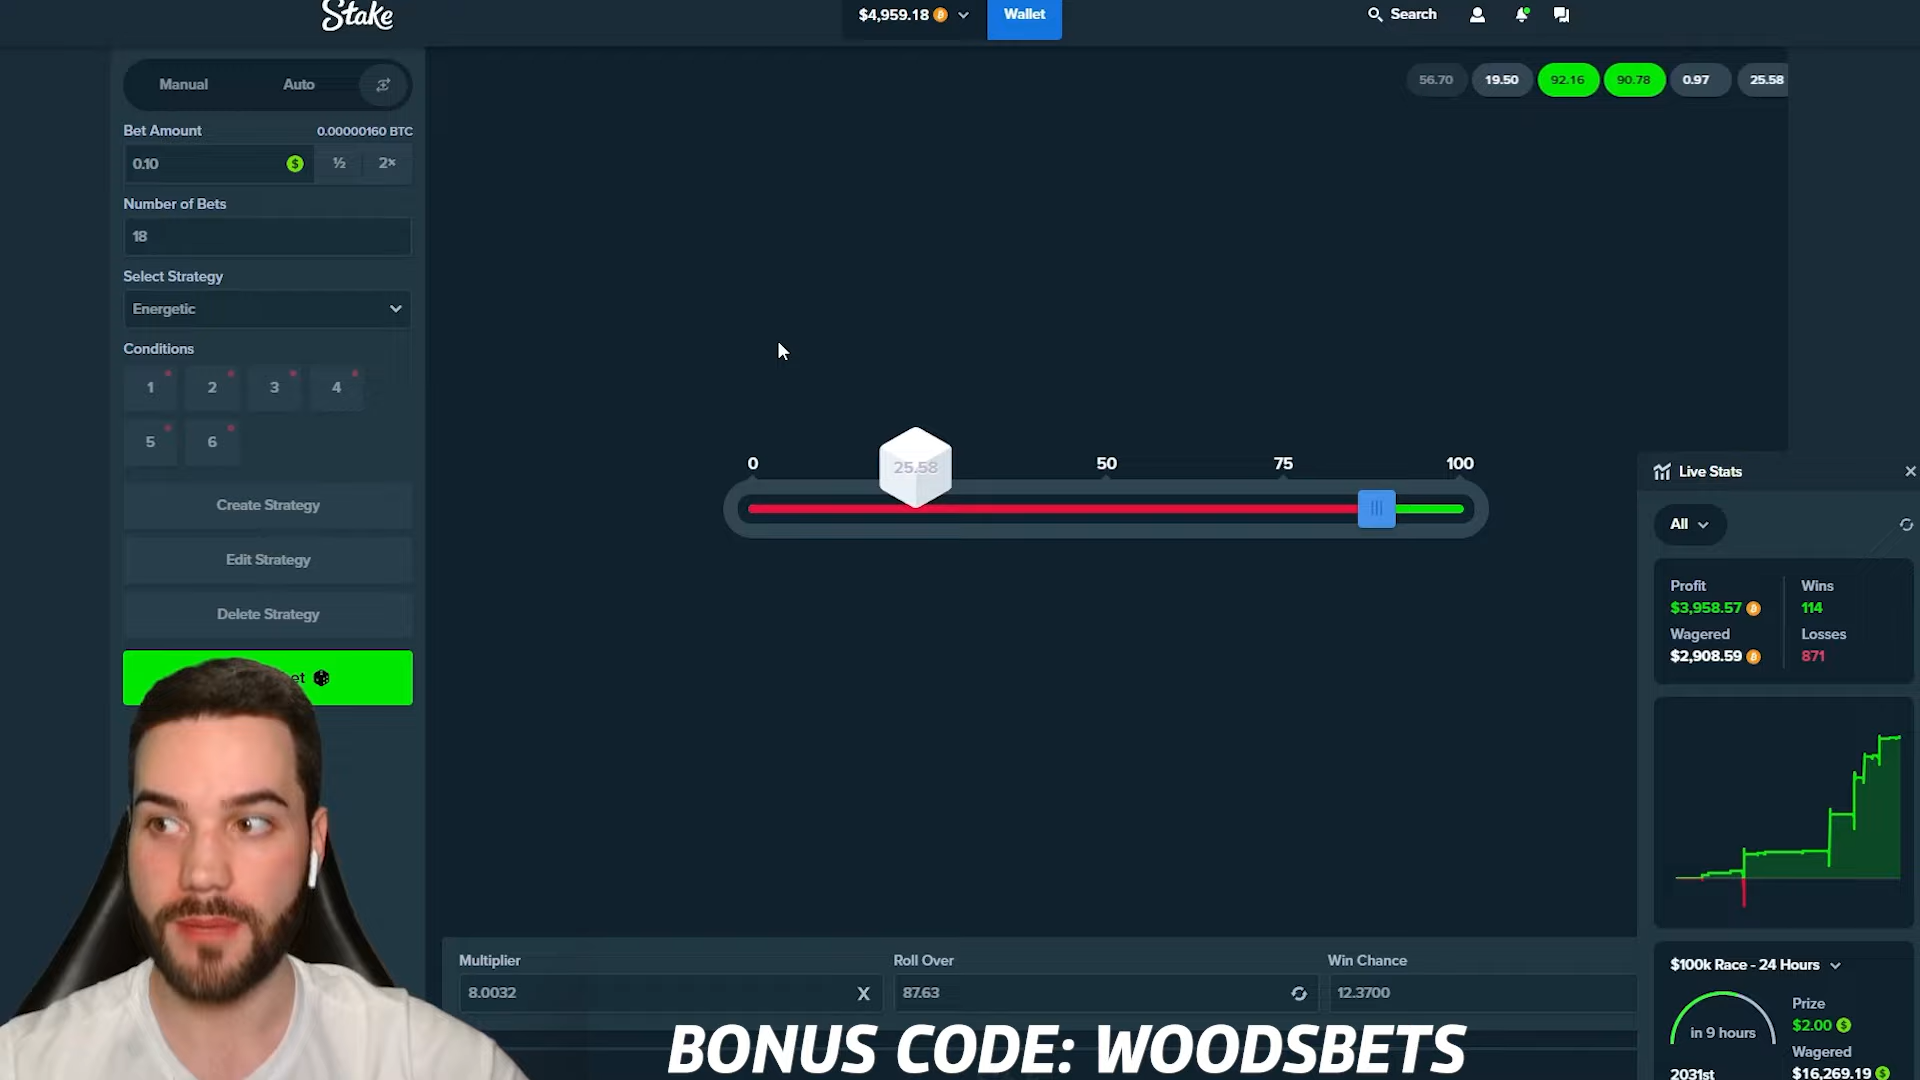 Stake
$4,959.18
Wallet
Search
Manual
Auto
56.70
19.50
92.16
90.78
0.97
25.58
Bet Amount
0.00000160 BTC
0.10
$
½
2×
Number of Bets
18
Select Strategy
Energetic
Conditions
1
2
3
4
5
6
Create Strategy
Edit Strategy
Delete Strategy
et
25.58
0
50
75
100
Live Stats
All
Profit
$3,958.57
Wins
114
Wagered
$2,908.59
Losses
871
$100k Race - 24 Hours
in 9 hours
Prize
$2.00
Wagered
2031st
$16,269.19
Multiplier
8.0032
X
Roll Over
87.63
Win Chance
12.3700
BONUS CODE: WOODSBETS